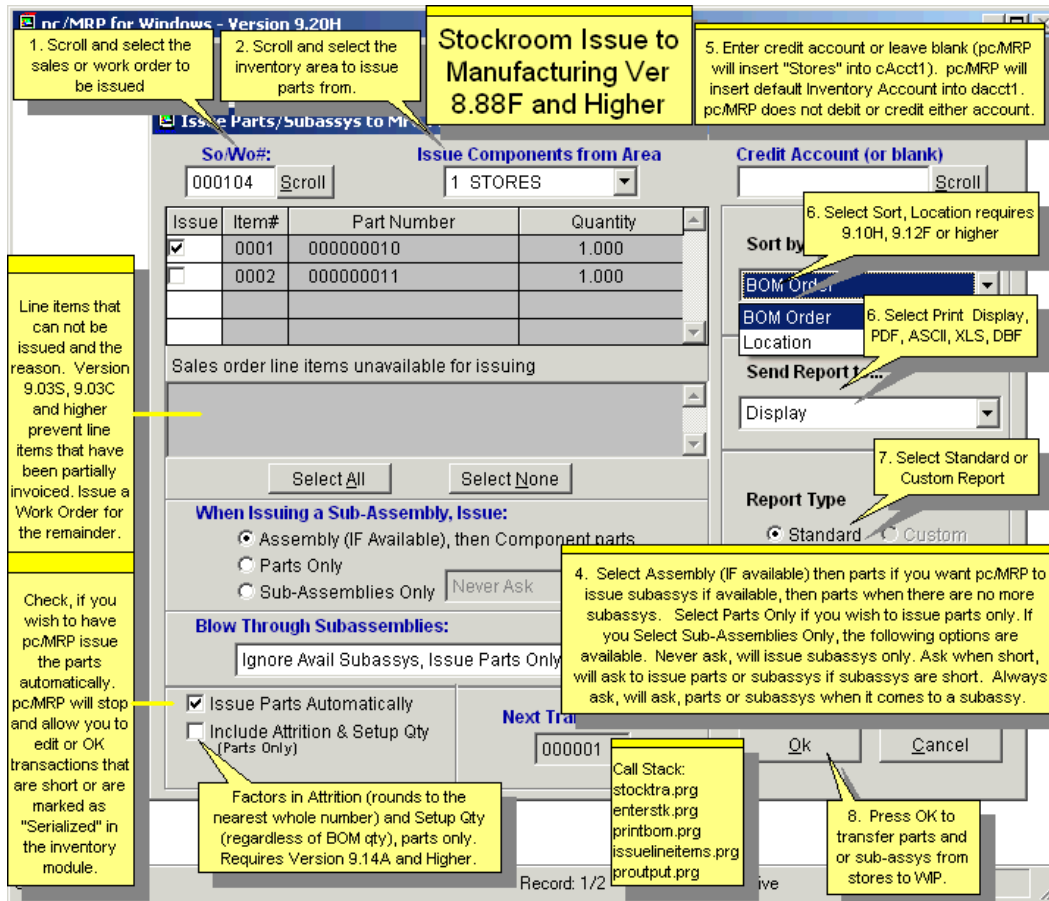 pc/MRP for Windows - Version 9.20H
1. Scroll and select the
sales or work order to
be issued
2. Scroll and select the
inventory area to issue
parts from.
Stockroom Issue to
Manufacturing Ver
8.88F and Higher
5. Enter credit account or leave blank (pc/MRP
will insert "Stores" into cAcct1). pc/MRP will
insert default Inventory Account into dacct1.
pc/MRP does not debit or credit either account.
Issue Parts/Subassys to M
So/Wo#:
Issue Components from Area
Credit Account (or blank)
000104
Scroll
1 STORES
Scroll
Issue Item# Part Number Quantity
0001 000000010 1.000
0002 000000011 1.000
6. Select Sort, Location requires
9.10H, 9.12F or higher
Sort by
BOM Order
BOM Order
Location
6. Select Print Display,
PDF, ASCII, XLS, DBF
Send Report to...
Display
Line items that
can not be
issued and the
reason. Version
9.03S, 9.03C
and higher
prevent line
items that have
been partially
invoiced. Issue a
Work Order for
the remainder.
Sales order line items unavailable for issuing
Select All
Select None
7. Select Standard or
Custom Report
Report Type
Standard
Custom
When Issuing a Sub-Assembly, Issue:
Assembly (IF Available), then Component parts
Parts Only
Sub-Assemblies Only
Never Ask
4. Select Assembly (IF available) then parts if you want pc/MRP to
issue subassys if available, then parts when there are no more
subassys. Select Parts Only if you wish to issue parts only. If
you Select Sub-Assemblies Only, the following options are
available. Never ask, will issue subassys only. Ask when short,
will ask to issue parts or subassys if subassys are short. Always
ask, will ask, parts or subassys when it comes to a subassy.
Blow Through Subassemblies:
Ignore Avail Subassys, Issue Parts Only
Check, if you
wish to have
pc/MRP issue
the parts
automatically.
pc/MRP will stop
and allow you to
edit or OK
transactions that
are short or are
marked as
"Serialized" in
the inventory
module.
Issue Parts Automatically
Include Attrition & Setup Qty
(Parts Only)
Next Tra
000001
Ok
Cancel
Factors in Attrition (rounds to the
nearest whole number) and Setup Qty
(regardless of BOM qty), parts only.
Requires Version 9.14A and Higher.
Call Stack:
stocktra.prg
enterstk.prg
printbom.prg
issuelineitems.prg
proutput.prg
8. Press OK to
transfer parts and
or sub-assys from
stores to WIP.
Record: 1/2
ive